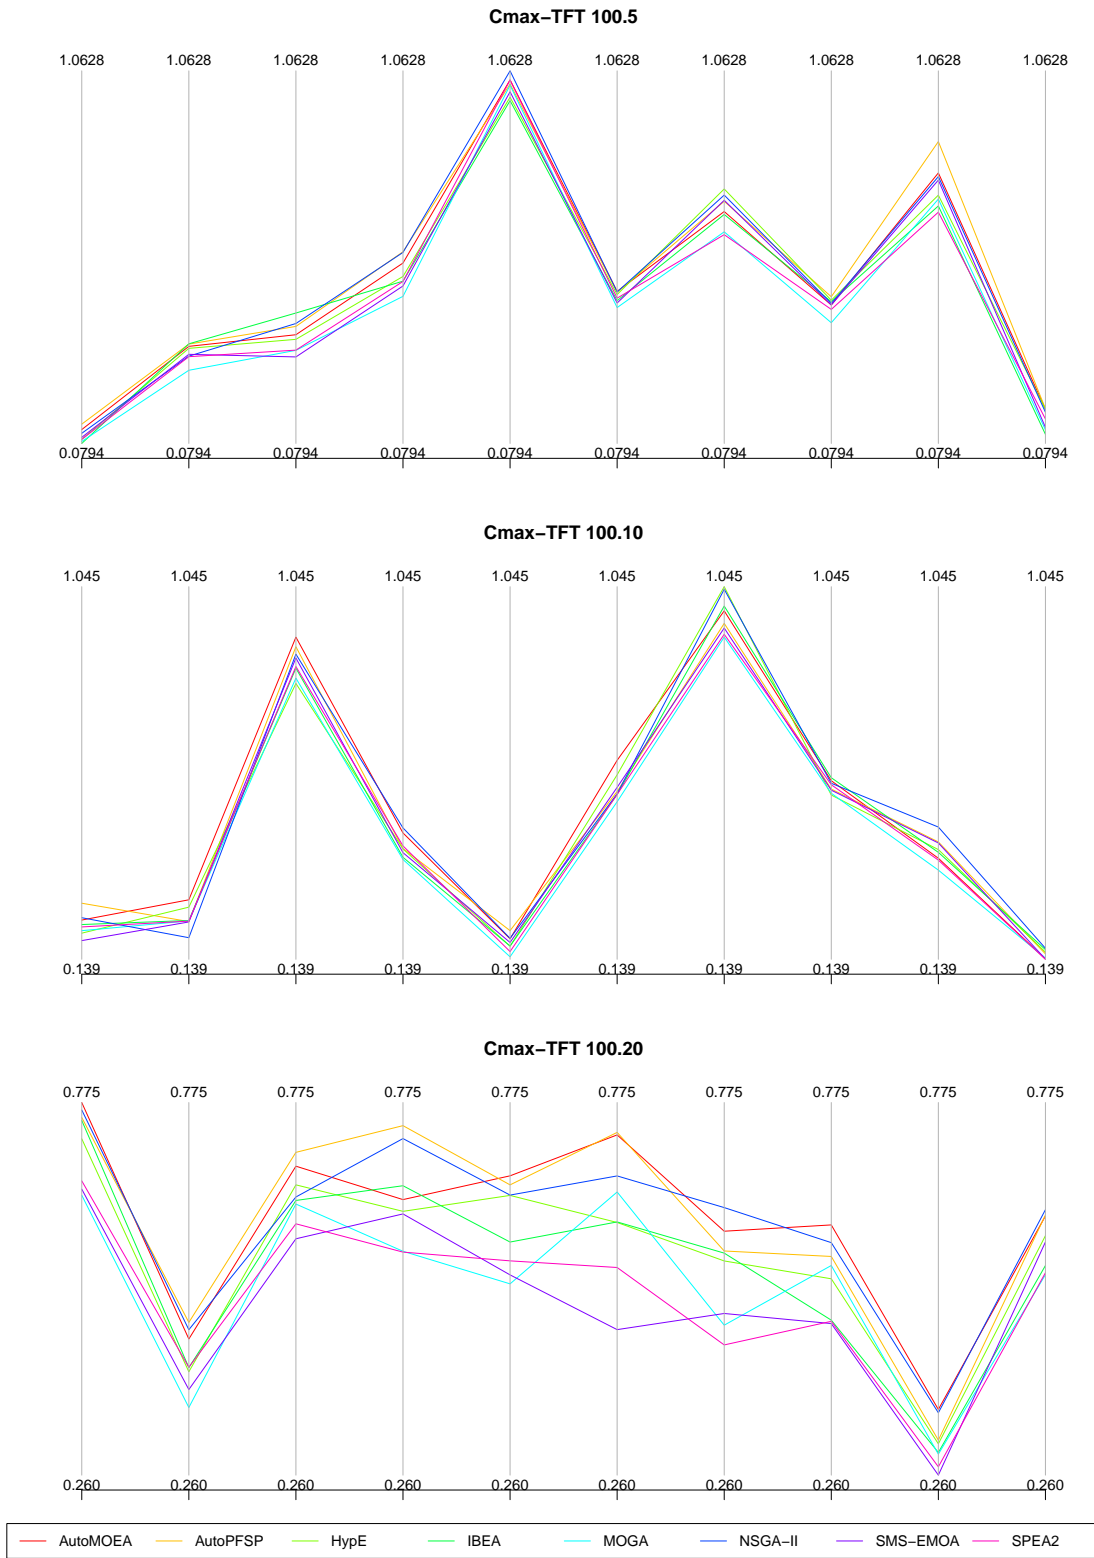 Cmax−TFT 100.5
1.0628 1.0628 1.0628 1.0628 1.0628 1.0628 1.0628 1.0628 1.0628 1.0628
0.0794 0.0794 0.0794 0.0794 0.0794 0.0794 0.0794 0.0794 0.0794 0.0794
Cmax−TFT 100.10
1.045 1.045 1.045 1.045 1.045 1.045 1.045 1.045 1.045 1.045
0.139 0.139 0.139 0.139 0.139 0.139 0.139 0.139 0.139 0.139
Cmax−TFT 100.20
0.775 0.775 0.775 0.775 0.775 0.775 0.775 0.775 0.775 0.775
0.260 0.260 0.260 0.260 0.260 0.260 0.260 0.260 0.260 0.260
AutoMOEA AutoPFSP HypE IBEA MOGA NSGA−II SMS−EMOA SPEA2